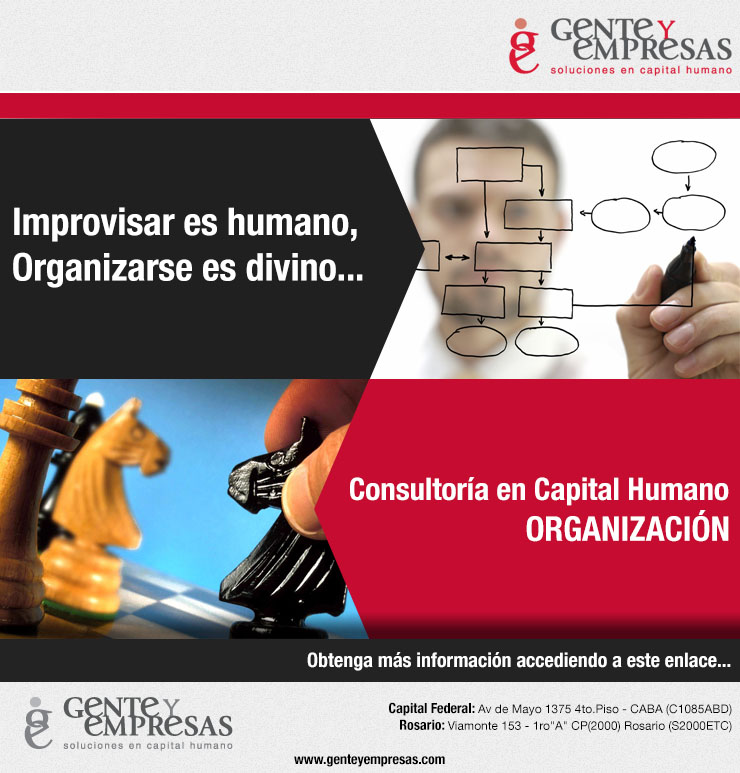 GENTE Y
EMPRESAS
soluciones en capital humano
Improvisar es humano,
Organizarse es divino...
Consultoría en Capital Humano
ORGANIZACIÓN
Obtenga más información accediendo a este enlace...
GENTE Y
EMPRESAS
soluciones en capital humano
Capital Federal: Av de Mayo 1375 4to.Piso - CABA (C1085ABD)
Rosario: Viamonte 153 - 1ro"A" CP(2000) Rosario (S2000ETC)
www.genteyempresas.com